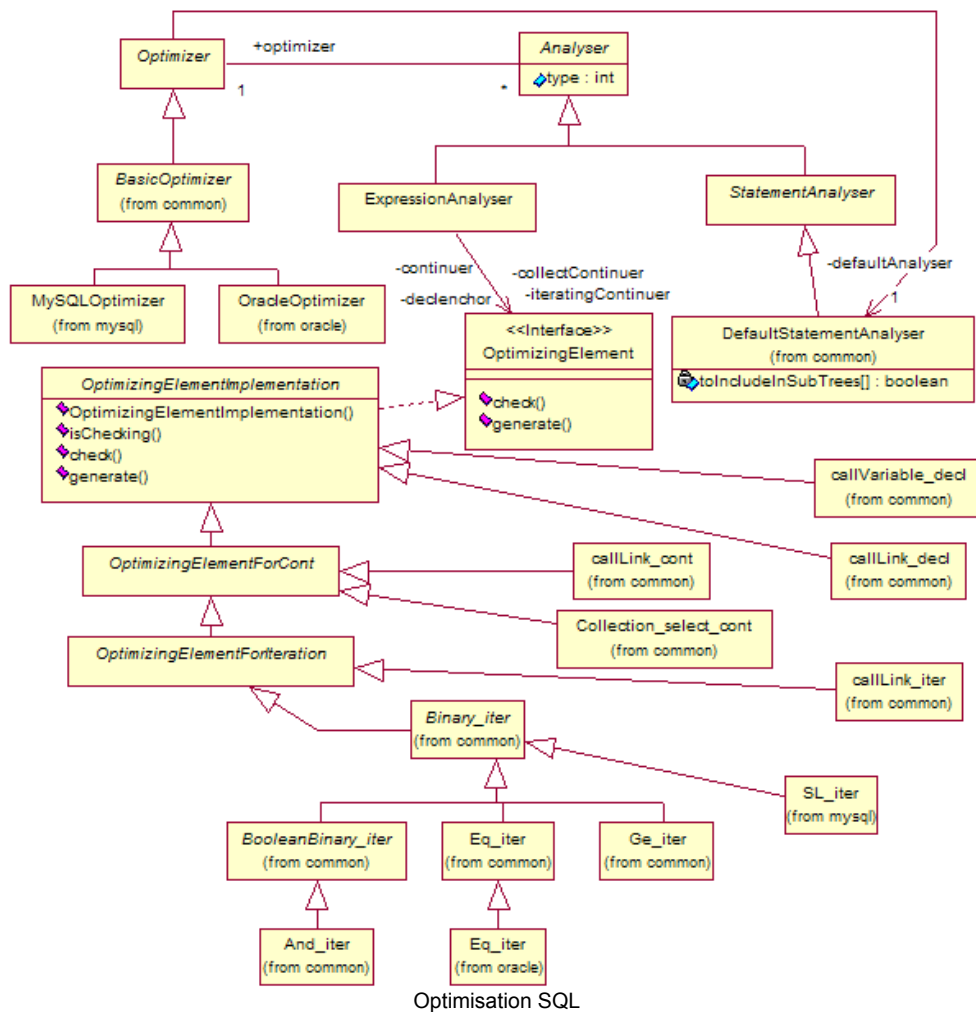 Optimizer
+optimizer
1
*
Analyser
type : int
BasicOptimizer
(from common)
ExpressionAnalyser
StatementAnalyser
MySQLOptimizer
(from mysql)
OracleOptimizer
(from oracle)
-continuer
-declenchor
-collectContinuer
-iteratingContinuer
-defaultAnalyser
1
<<Interface>>
OptimizingElement
check()
generate()
DefaultStatementAnalyser
(from common)
toIncludeInSubTrees[] : boolean
OptimizingElementImplementation
OptimizingElementImplementation()
isChecking()
check()
generate()
callVariable_decl
(from common)
OptimizingElementForCont
callLink_cont
(from common)
callLink_decl
(from common)
Collection_select_cont
(from common)
OptimizingElementForIteration
callLink_iter
(from common)
Binary_iter
(from common)
SL_iter
(from mysql)
BooleanBinary_iter
(from common)
Eq_iter
(from common)
Ge_iter
(from common)
And_iter
(from common)
Eq_iter
(from oracle)
Optimisation SQL